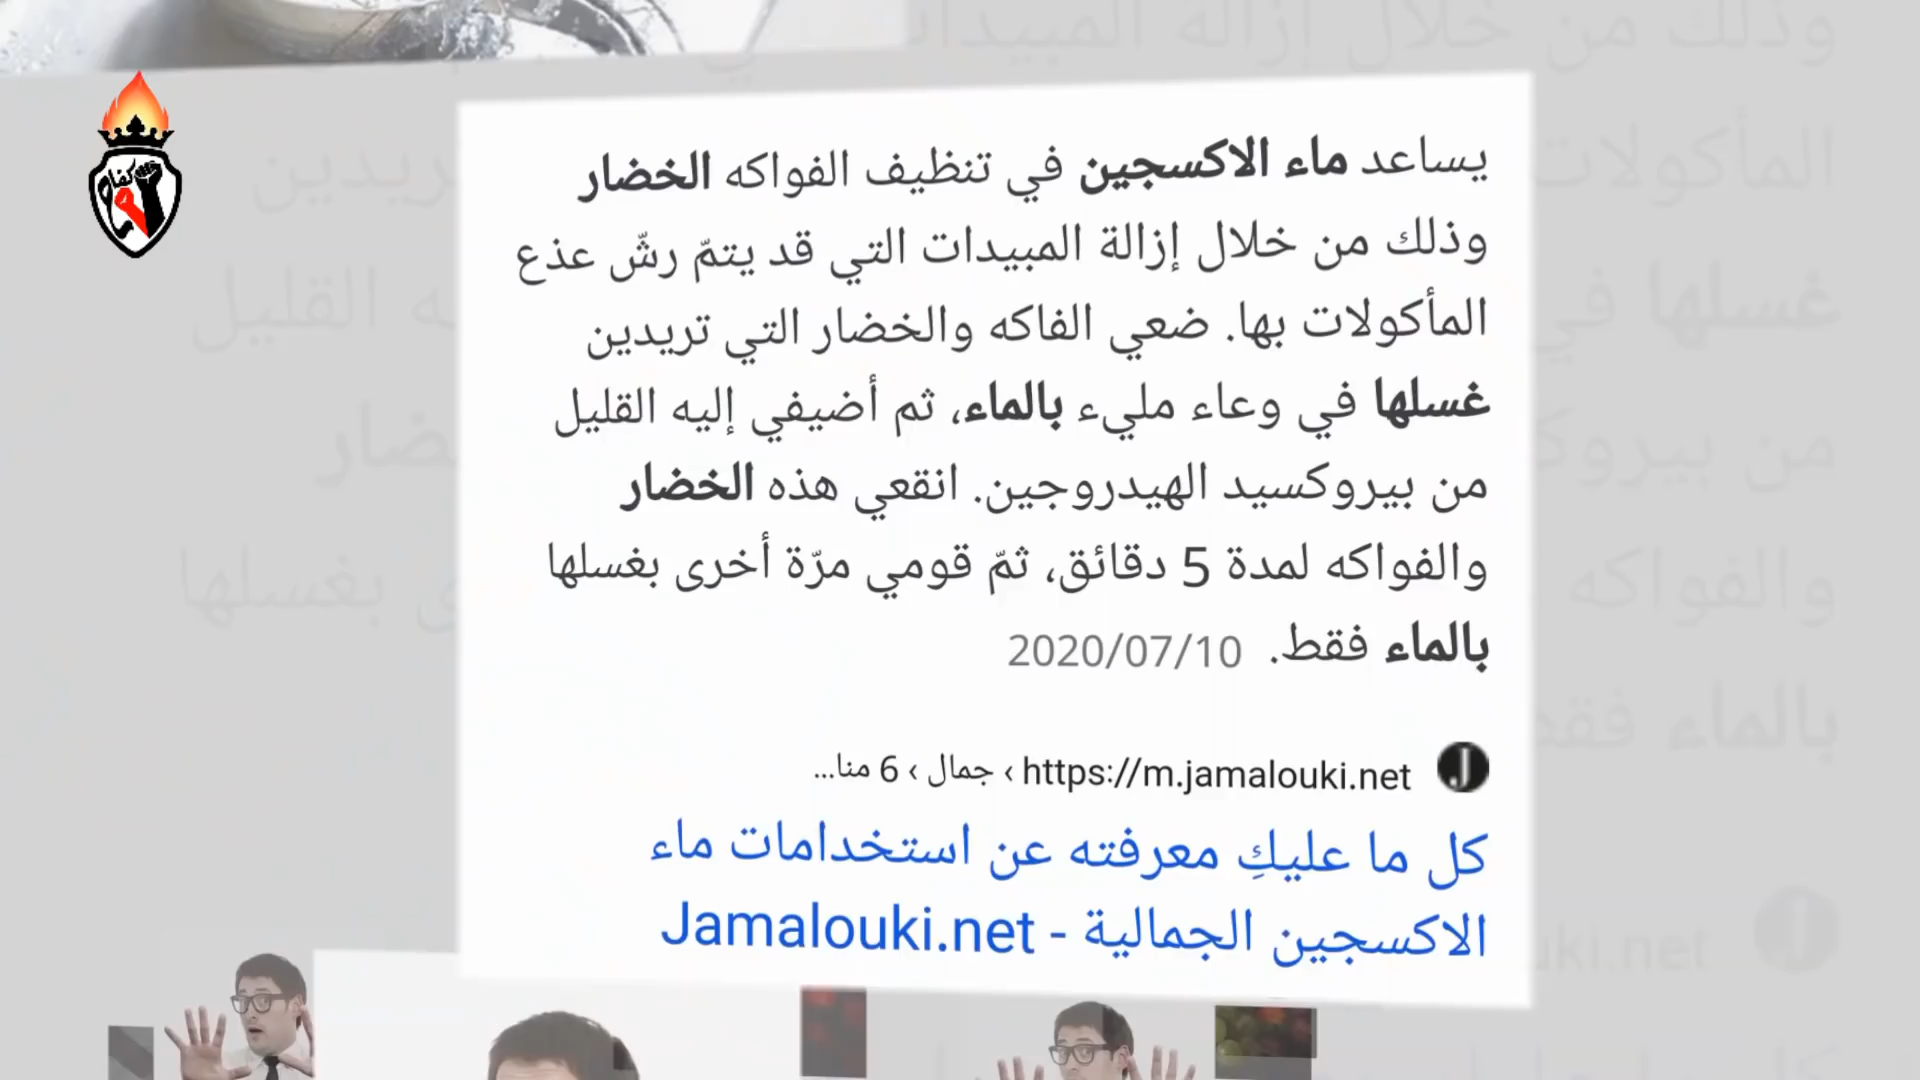 يساعد ماء الاكسجين في تنظيف الفواكه الخضار
وذلك من خلال إزالة المبيدات التي قد يتمّ رشّ عذع
المأكولات بها. ضعي الفاكه والخضار التي تريدين
غسلها في وعاء مليء بالماء، ثم أضيفي إليه القليل
من بيروكسيد الهيدروجين. انقعي هذه الخضار
والفواكه لمدة 5 دقائق، ثمّ قومي مرّة أخرى بغسلها
بالماء فقط. 2020/07/10
https://m.jamalouki.net › جمال › 6 منا...
كل ما عليكِ معرفته عن استخدامات ماء
الاكسجين الجمالية - Jamalouki.net
كفاح